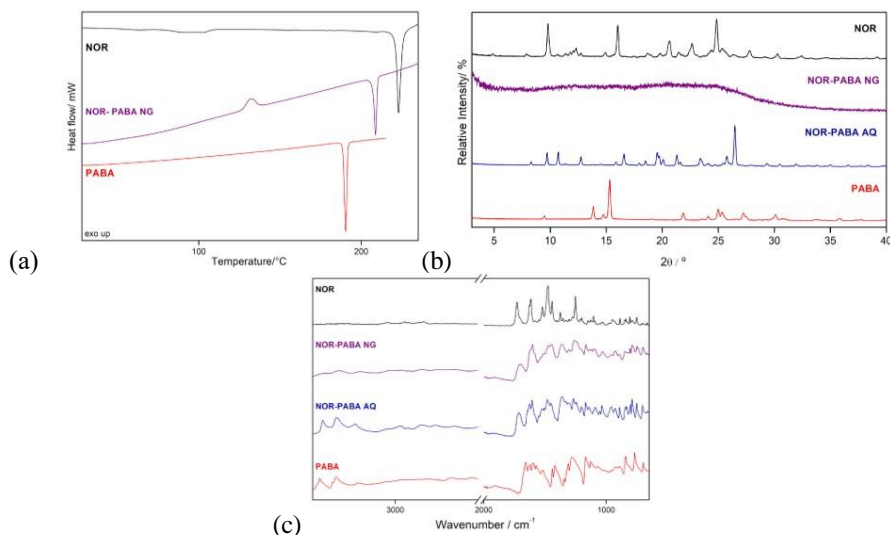 NOR
NOR- PABA NG
PABA
exo up
Heat flow/ mW
100
200
Temperature/°C
(a)
NOR
NOR-PABA NG
NOR-PABA AQ
PABA
Relative Intensity/ %
5
10
15
20
25
30
35
40
2θ / º
(b)
NOR
NOR-PABA NG
NOR-PABA AQ
PABA
3000
2000
1000
Wavenumber / cm-1
(c)